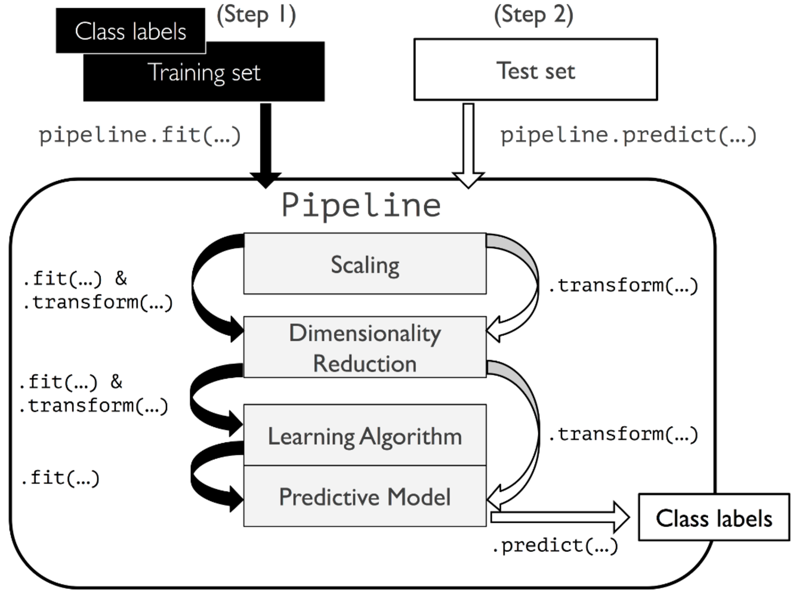 (Step 1)
(Step 2)
Class labels
Training set
Test set
pipeline.fit(…)
pipeline.predict(…)
Pipeline
Scaling
.fit(…) &
.transform(…)
.transform(…)
Dimensionality
Reduction
.fit(…) &
.transform(…)
Learning Algorithm
.transform(…)
.fit(…)
Predictive Model
Class labels
.predict(…)